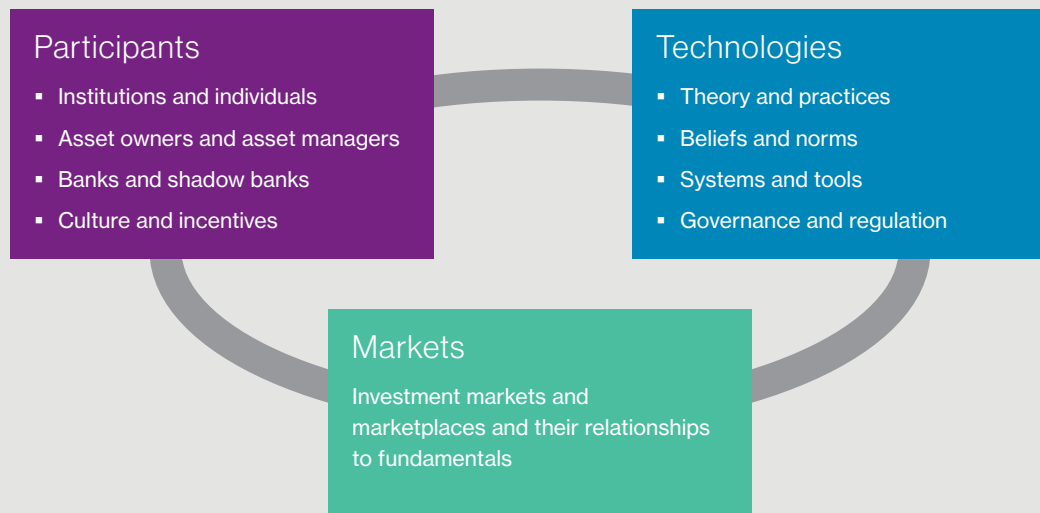 Participants
▪ Institutions and individuals
▪ Asset owners and asset managers
▪ Banks and shadow banks
▪ Culture and incentives
Technologies
▪ Theory and practices
▪ Beliefs and norms
▪ Systems and tools
▪ Governance and regulation
Markets
Investment markets and
marketplaces and their relationships
to fundamentals